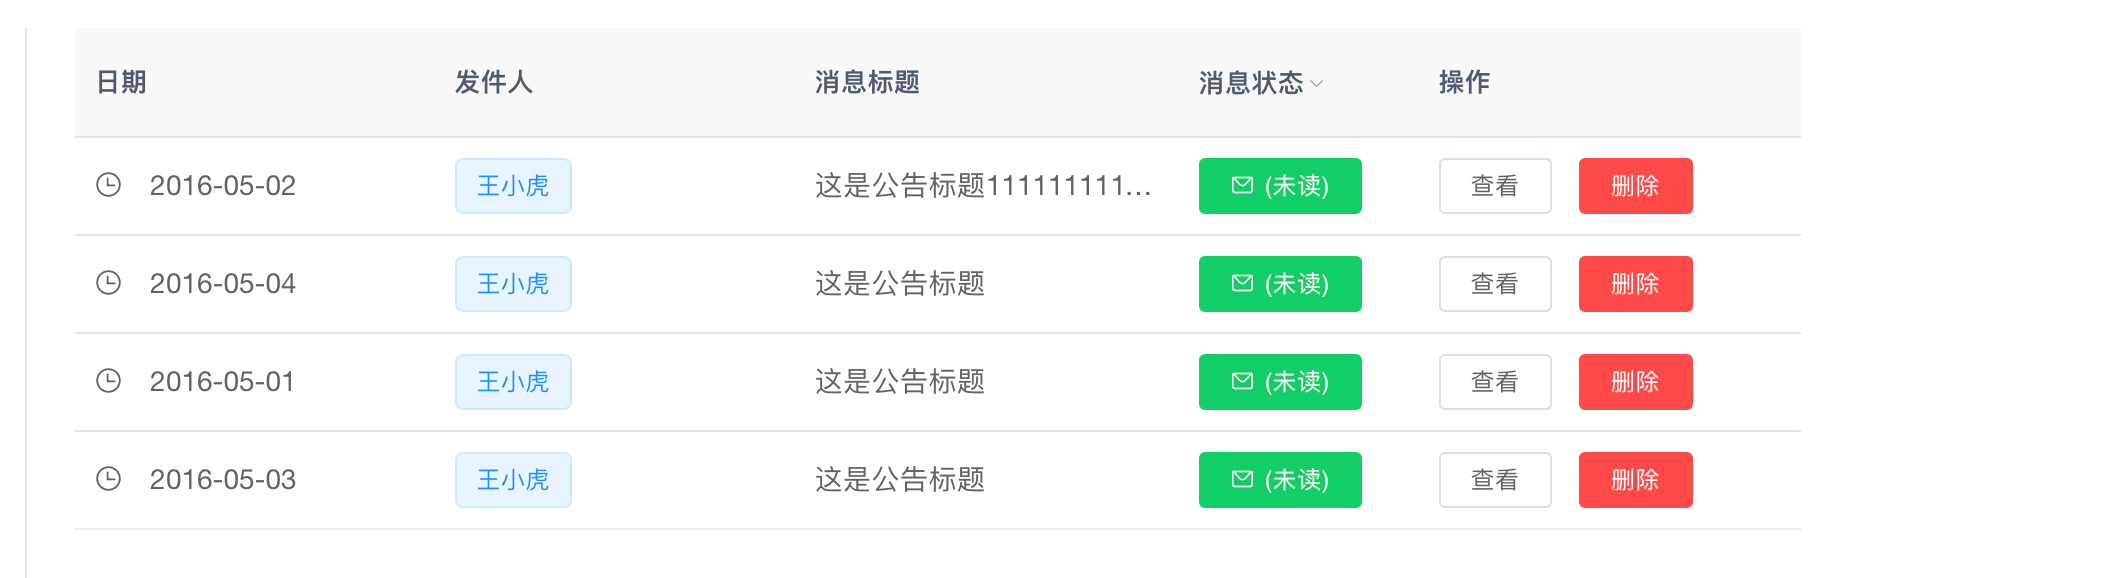 日期 发件人 消息标题 消息状态 操作
2016-05-02 王小虎 这是公告标题111111111... (未读) 查看 删除
2016-05-04 王小虎 这是公告标题 (未读) 查看 删除
2016-05-01 王小虎 这是公告标题 (未读) 查看 删除
2016-05-03 王小虎 这是公告标题 (未读) 查看 删除